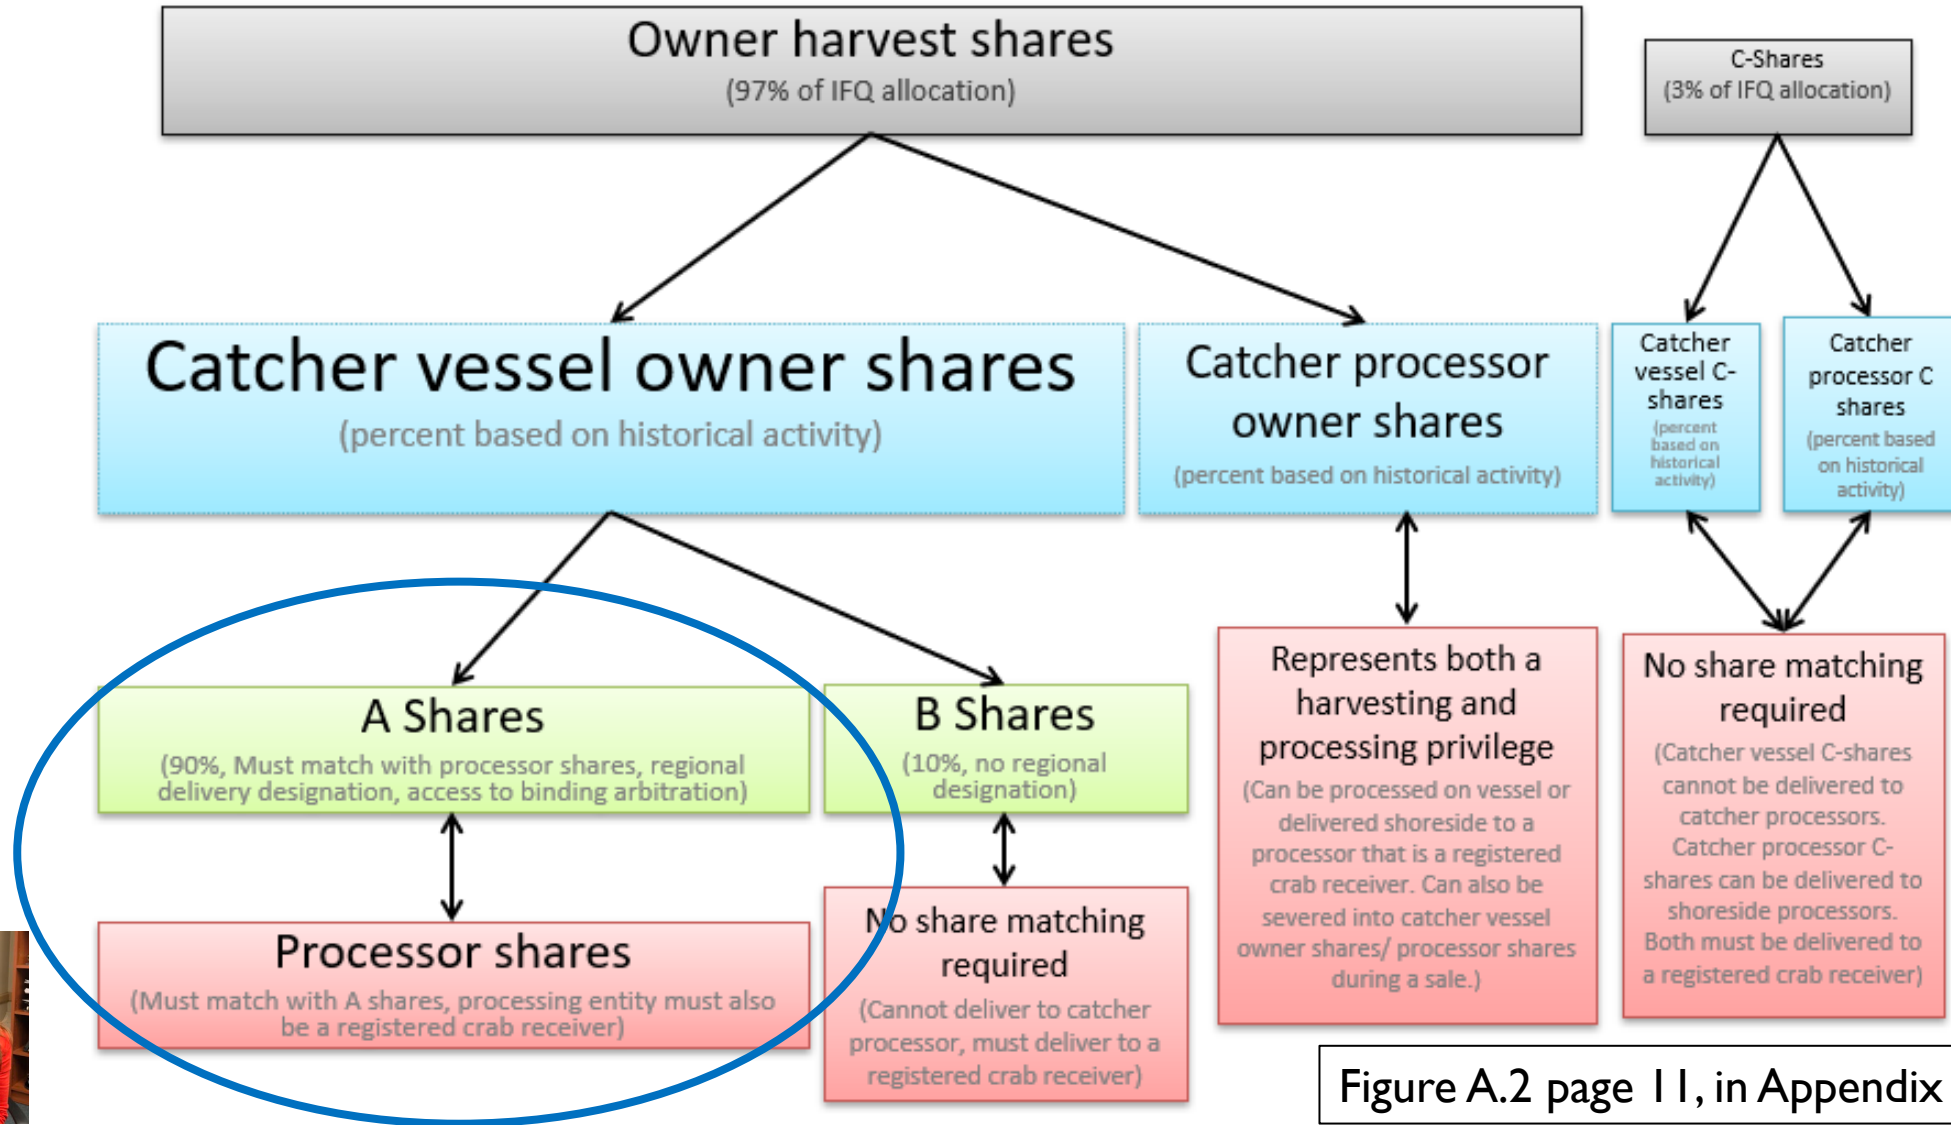 Owner harvest shares
(97% of IFQ allocation)
C-Shares
(3% of IFQ allocation)
Catcher vessel owner shares
(percent based on historical activity)
Catcher processor
owner shares
(percent based on historical activity)
Catcher
vessel C-
shares
(percent
based on
historical
activity)
Catcher
processor C
shares
(percent based
on historical
activity)
A Shares
(90%, Must match with processor shares, regional
delivery designation, access to binding arbitration)
B Shares
(10%, no regional
designation)
Represents both a
harvesting and
processing privilege
(Can be processed on vessel or
delivered shoreside to a
processor that is a registered
crab receiver. Can also be
severed into catcher vessel
owner shares/ processor shares
during a sale.)
No share matching
required
(Catcher vessel C-shares
cannot be delivered to
catcher processors.
Catcher processor C-
shares can be delivered to
shoreside processors.
Both must be delivered to
a registered crab receiver)
Processor shares
(Must match with A shares, processing entity must also
be a registered crab receiver)
No share matching
required
(Cannot deliver to catcher
processor, must deliver to a
registered crab receiver)
Figure A.2 page 11, in Appendix